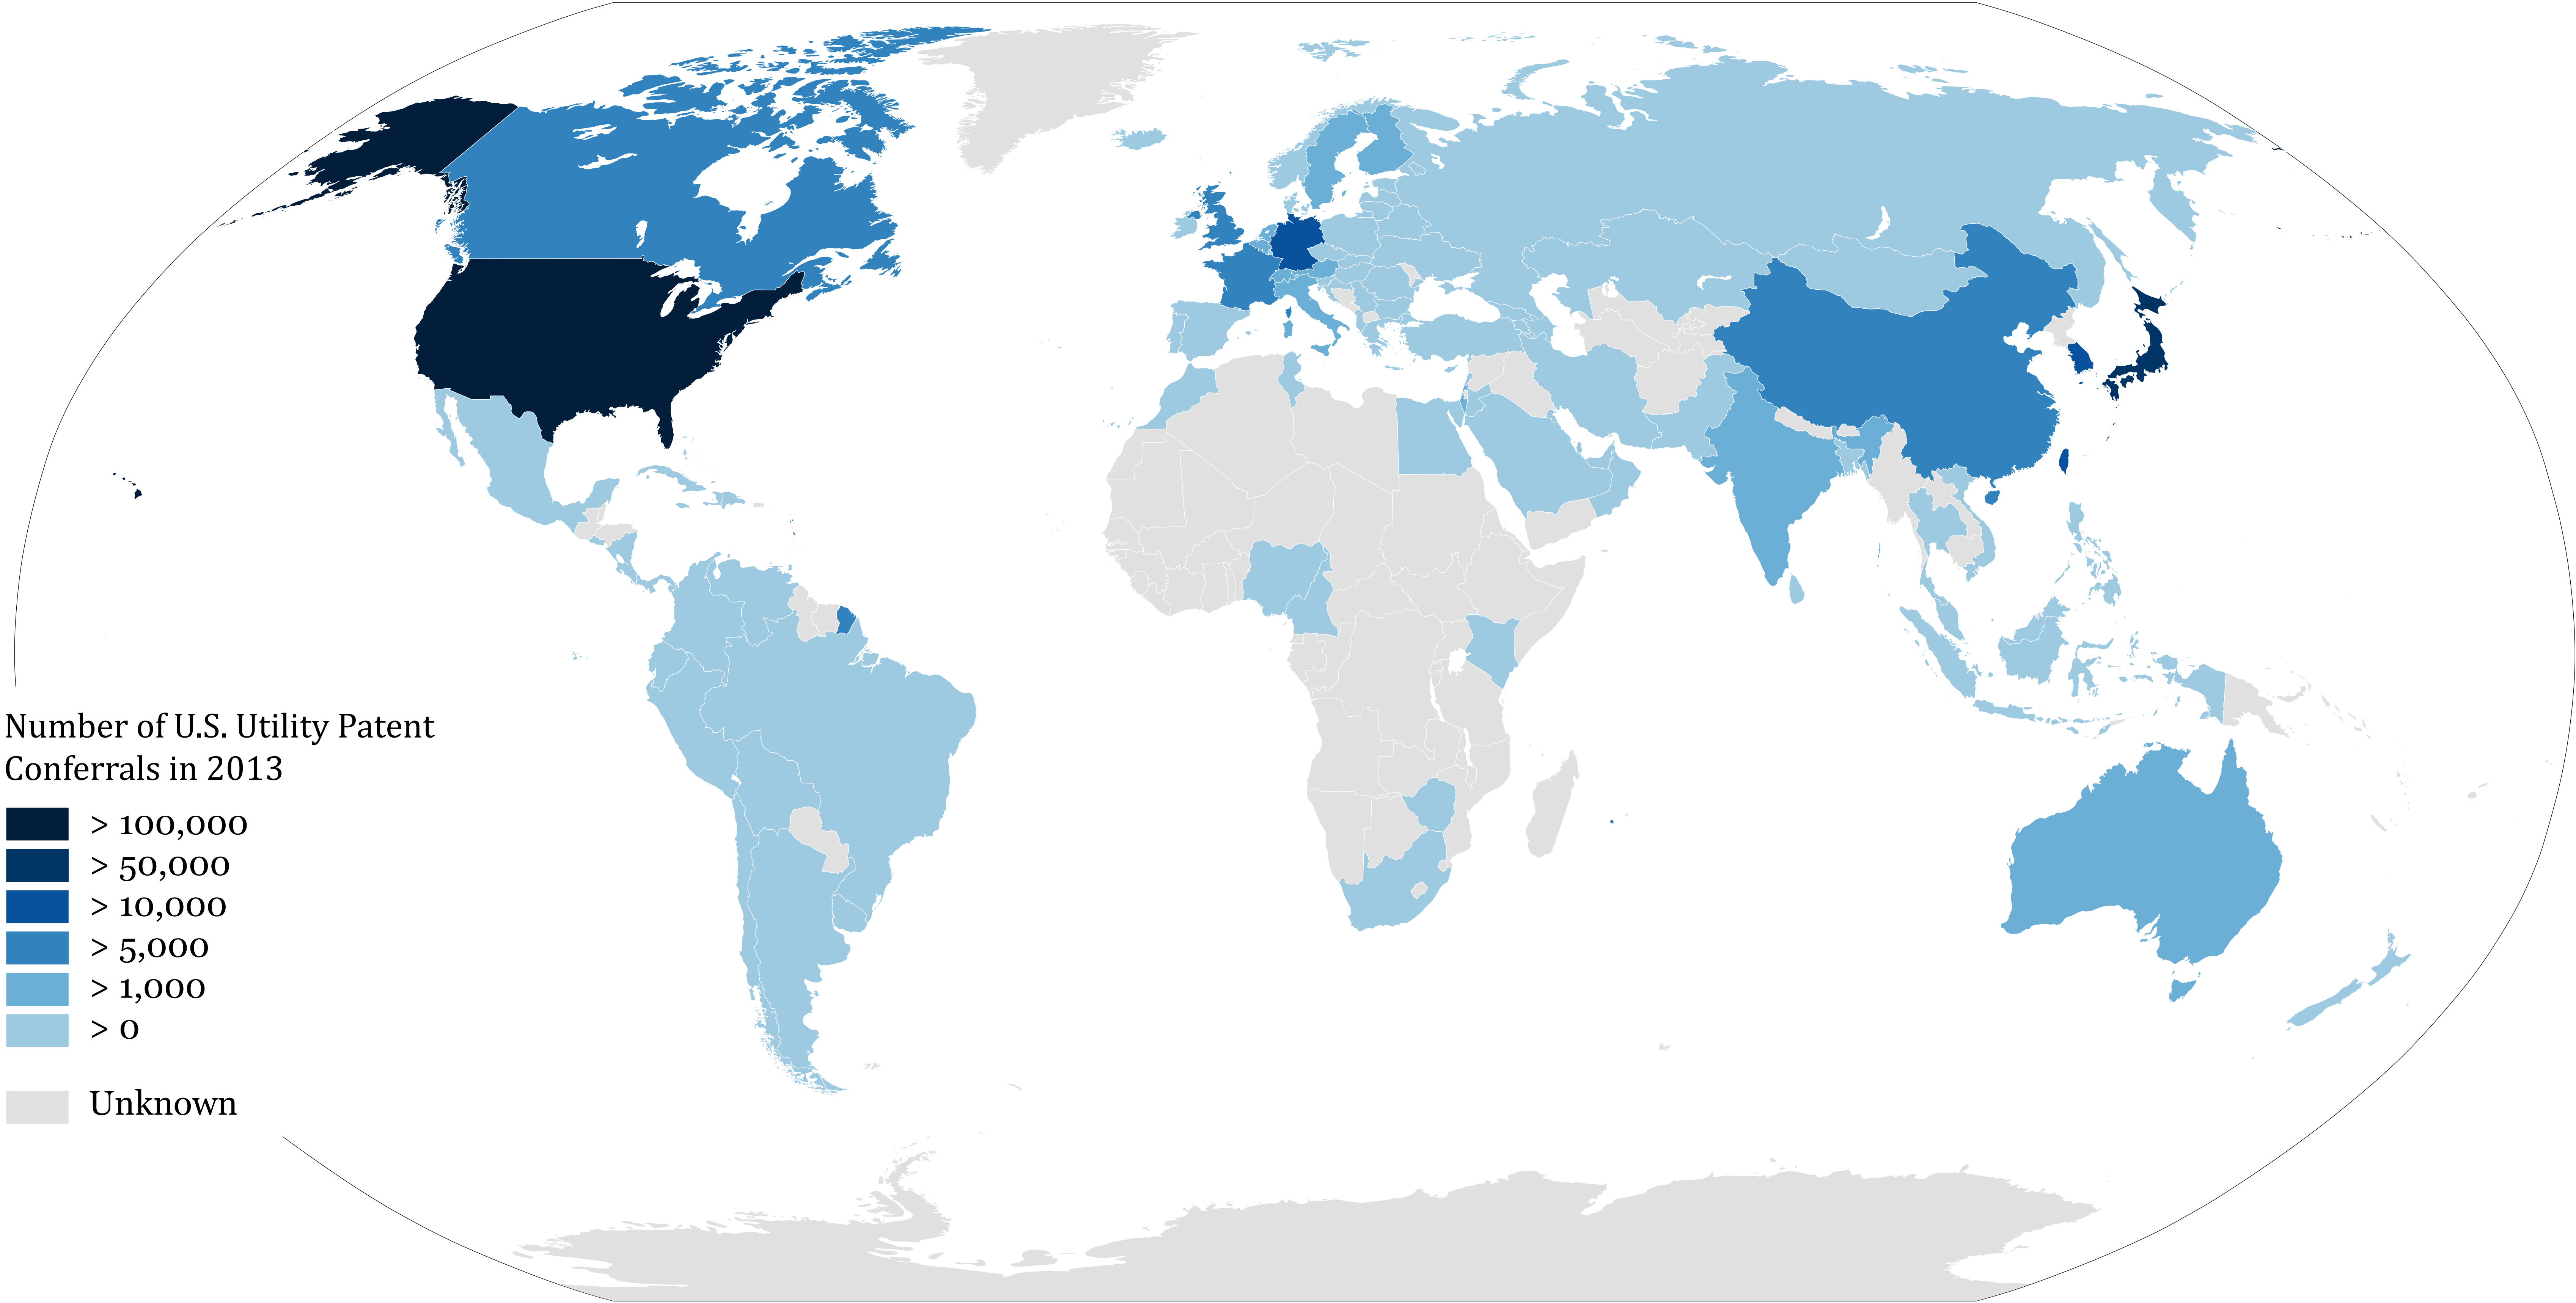 Number of U.S. Utility Patent
Conferrals in 2013
> 100,000
> 50,000
> 10,000
> 5,000
> 1,000
> 0
Unknown